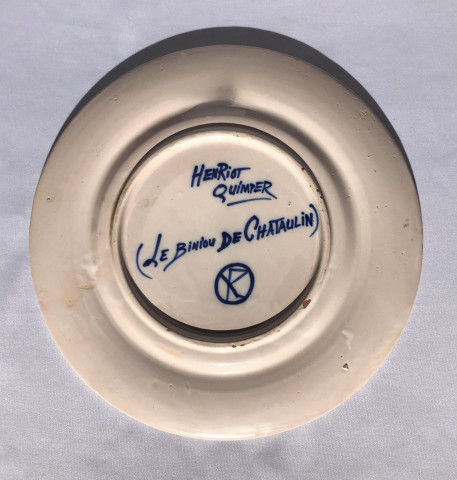 HENRIOT
QUIMPER
(LE BINIOU DE CHATAULIN)